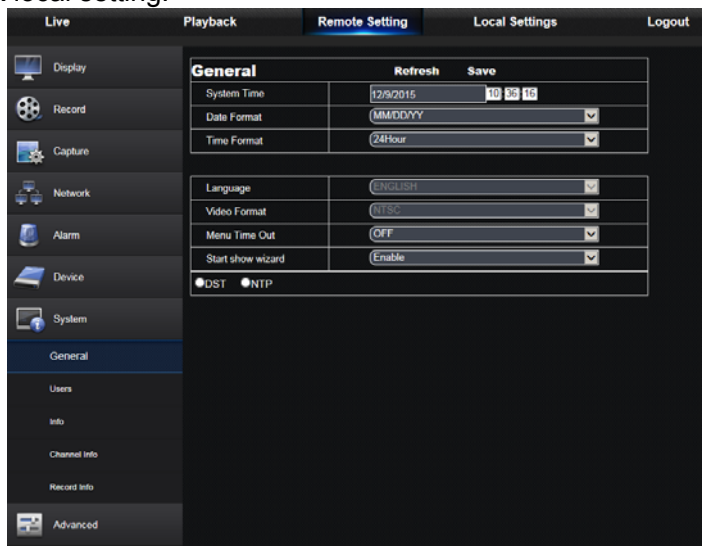 local setting.
Live Playback Remote Setting Local Settings Logout
Display
Record
Capture
Network
Alarm
Device
System
General
Users
Info
Channel Info
Record Info
Advanced
General Refresh Save
System Time 12/9/2015 10:36:16
Date Format MM/DD/YY
Time Format 24Hour
Language ENGLISH
Video Format NTSC
Menu Time Out OFF
Start show wizard Enable
DST NTP